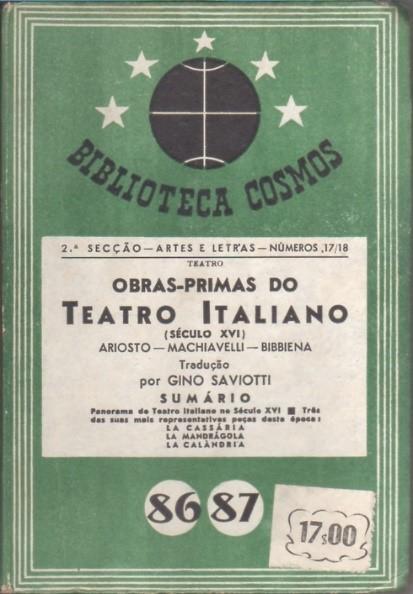 BIBLIOTECA COSMOS
2.ª SECÇÃO — ARTES E LETRAS — NÚMEROS 17/18
TEATRO
OBRAS-PRIMAS DO
TEATRO ITALIANO
(SÉCULO XVI)
ARIOSTO — MACHIAVELLI — BIBBIENA
Tradução
por GINO SAVIOTTI
SUMÁRIO
Panorama do Teatro Italiano no Século XVI ■ Três
das suas mais representativas peças desta época:
LA CASSÁRIA
LA MANDRÁGOLA
LA CALÀNDRIA
86 87
17$00